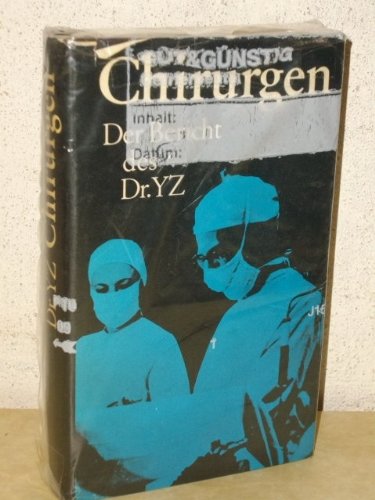 GUT&GÜNSTIG
Chirurgen
Inhalt:
Der Bericht
Datum:
des
Dr.YZ
Dr.YZ Chirurgen
J16